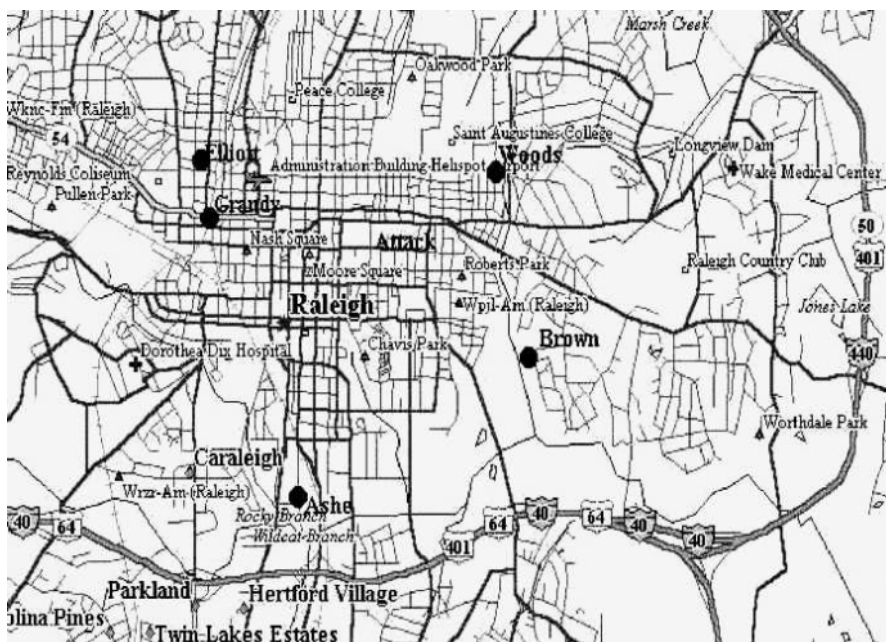 Marsh Creek
Oakwood Park
Peace College
Wknc-Fm (Raleigh)
54
Saint Augustines College
Longview Dam
Elliott
Administration Building Helispot
Woods
Wake Medical Center
Reynolds Coliseum
Pullen Park
Grandy
50
Nash Square
Attack
401
Moore Square
Roberts Park
Raleigh Country Club
Raleigh
Wpjl-Am (Raleigh)
Jones Lake
Brown
Chavis Park
Dorothea Dix Hospital
440
Worthdale Park
Caraleigh
Wrzr-Am (Raleigh)
Ashe
Rocky Branch
Wildcat Branch
40
64
401
64
40
64
40
40
Parkland
Hertford Village
olina Pines
Twin Lakes Estates